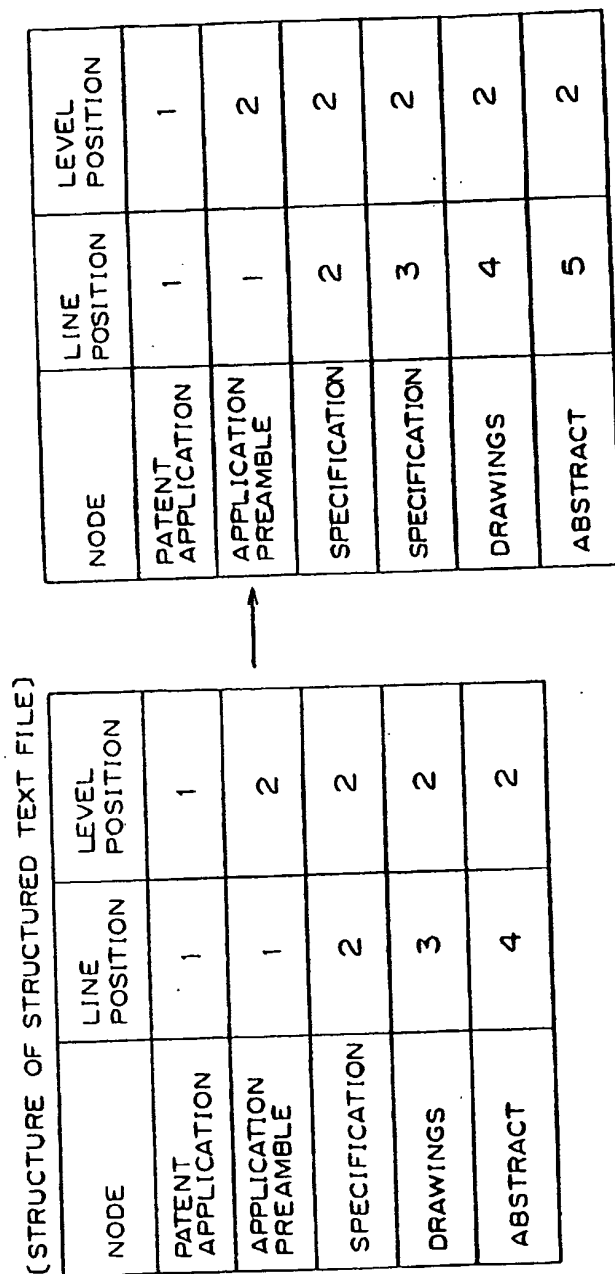 (STRUCTURE OF STRUCTURED TEXT FILE)
NODE
LINE
POSITION
LEVEL
POSITION
PATENT
APPLICATION
1
1
APPLICATION
PREAMBLE
1
2
SPECIFICATION
2
2
DRAWINGS
3
2
ABSTRACT
4
2
NODE
LINE
POSITION
LEVEL
POSITION
PATENT
APPLICATION
1
1
APPLICATION
PREAMBLE
1
2
SPECIFICATION
2
2
SPECIFICATION
3
2
DRAWINGS
4
2
ABSTRACT
5
2